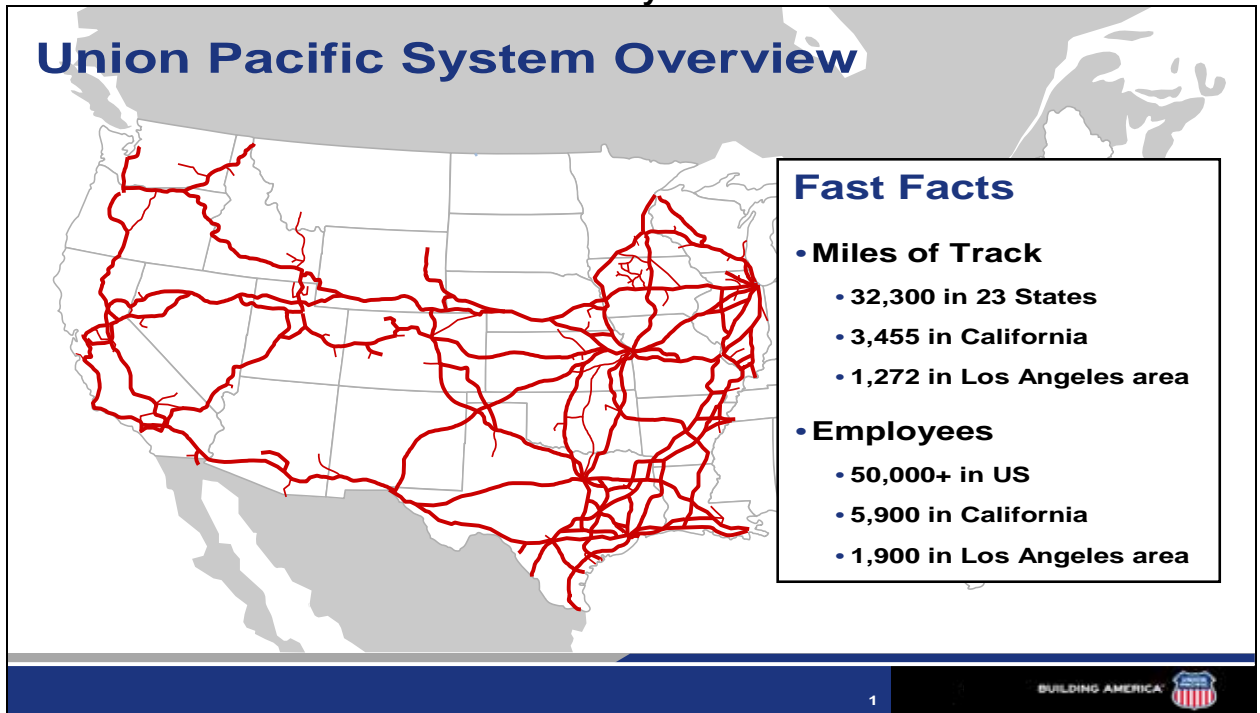 Union Pacific System Overview
Fast Facts
•Miles of Track
•32,300 in 23 States
•3,455 in California
•1,272 in Los Angeles area
•Employees
•50,000+ in US
•5,900 in California
•1,900 in Los Angeles area
1
BUILDING AMERICA
UNION
PACIFIC